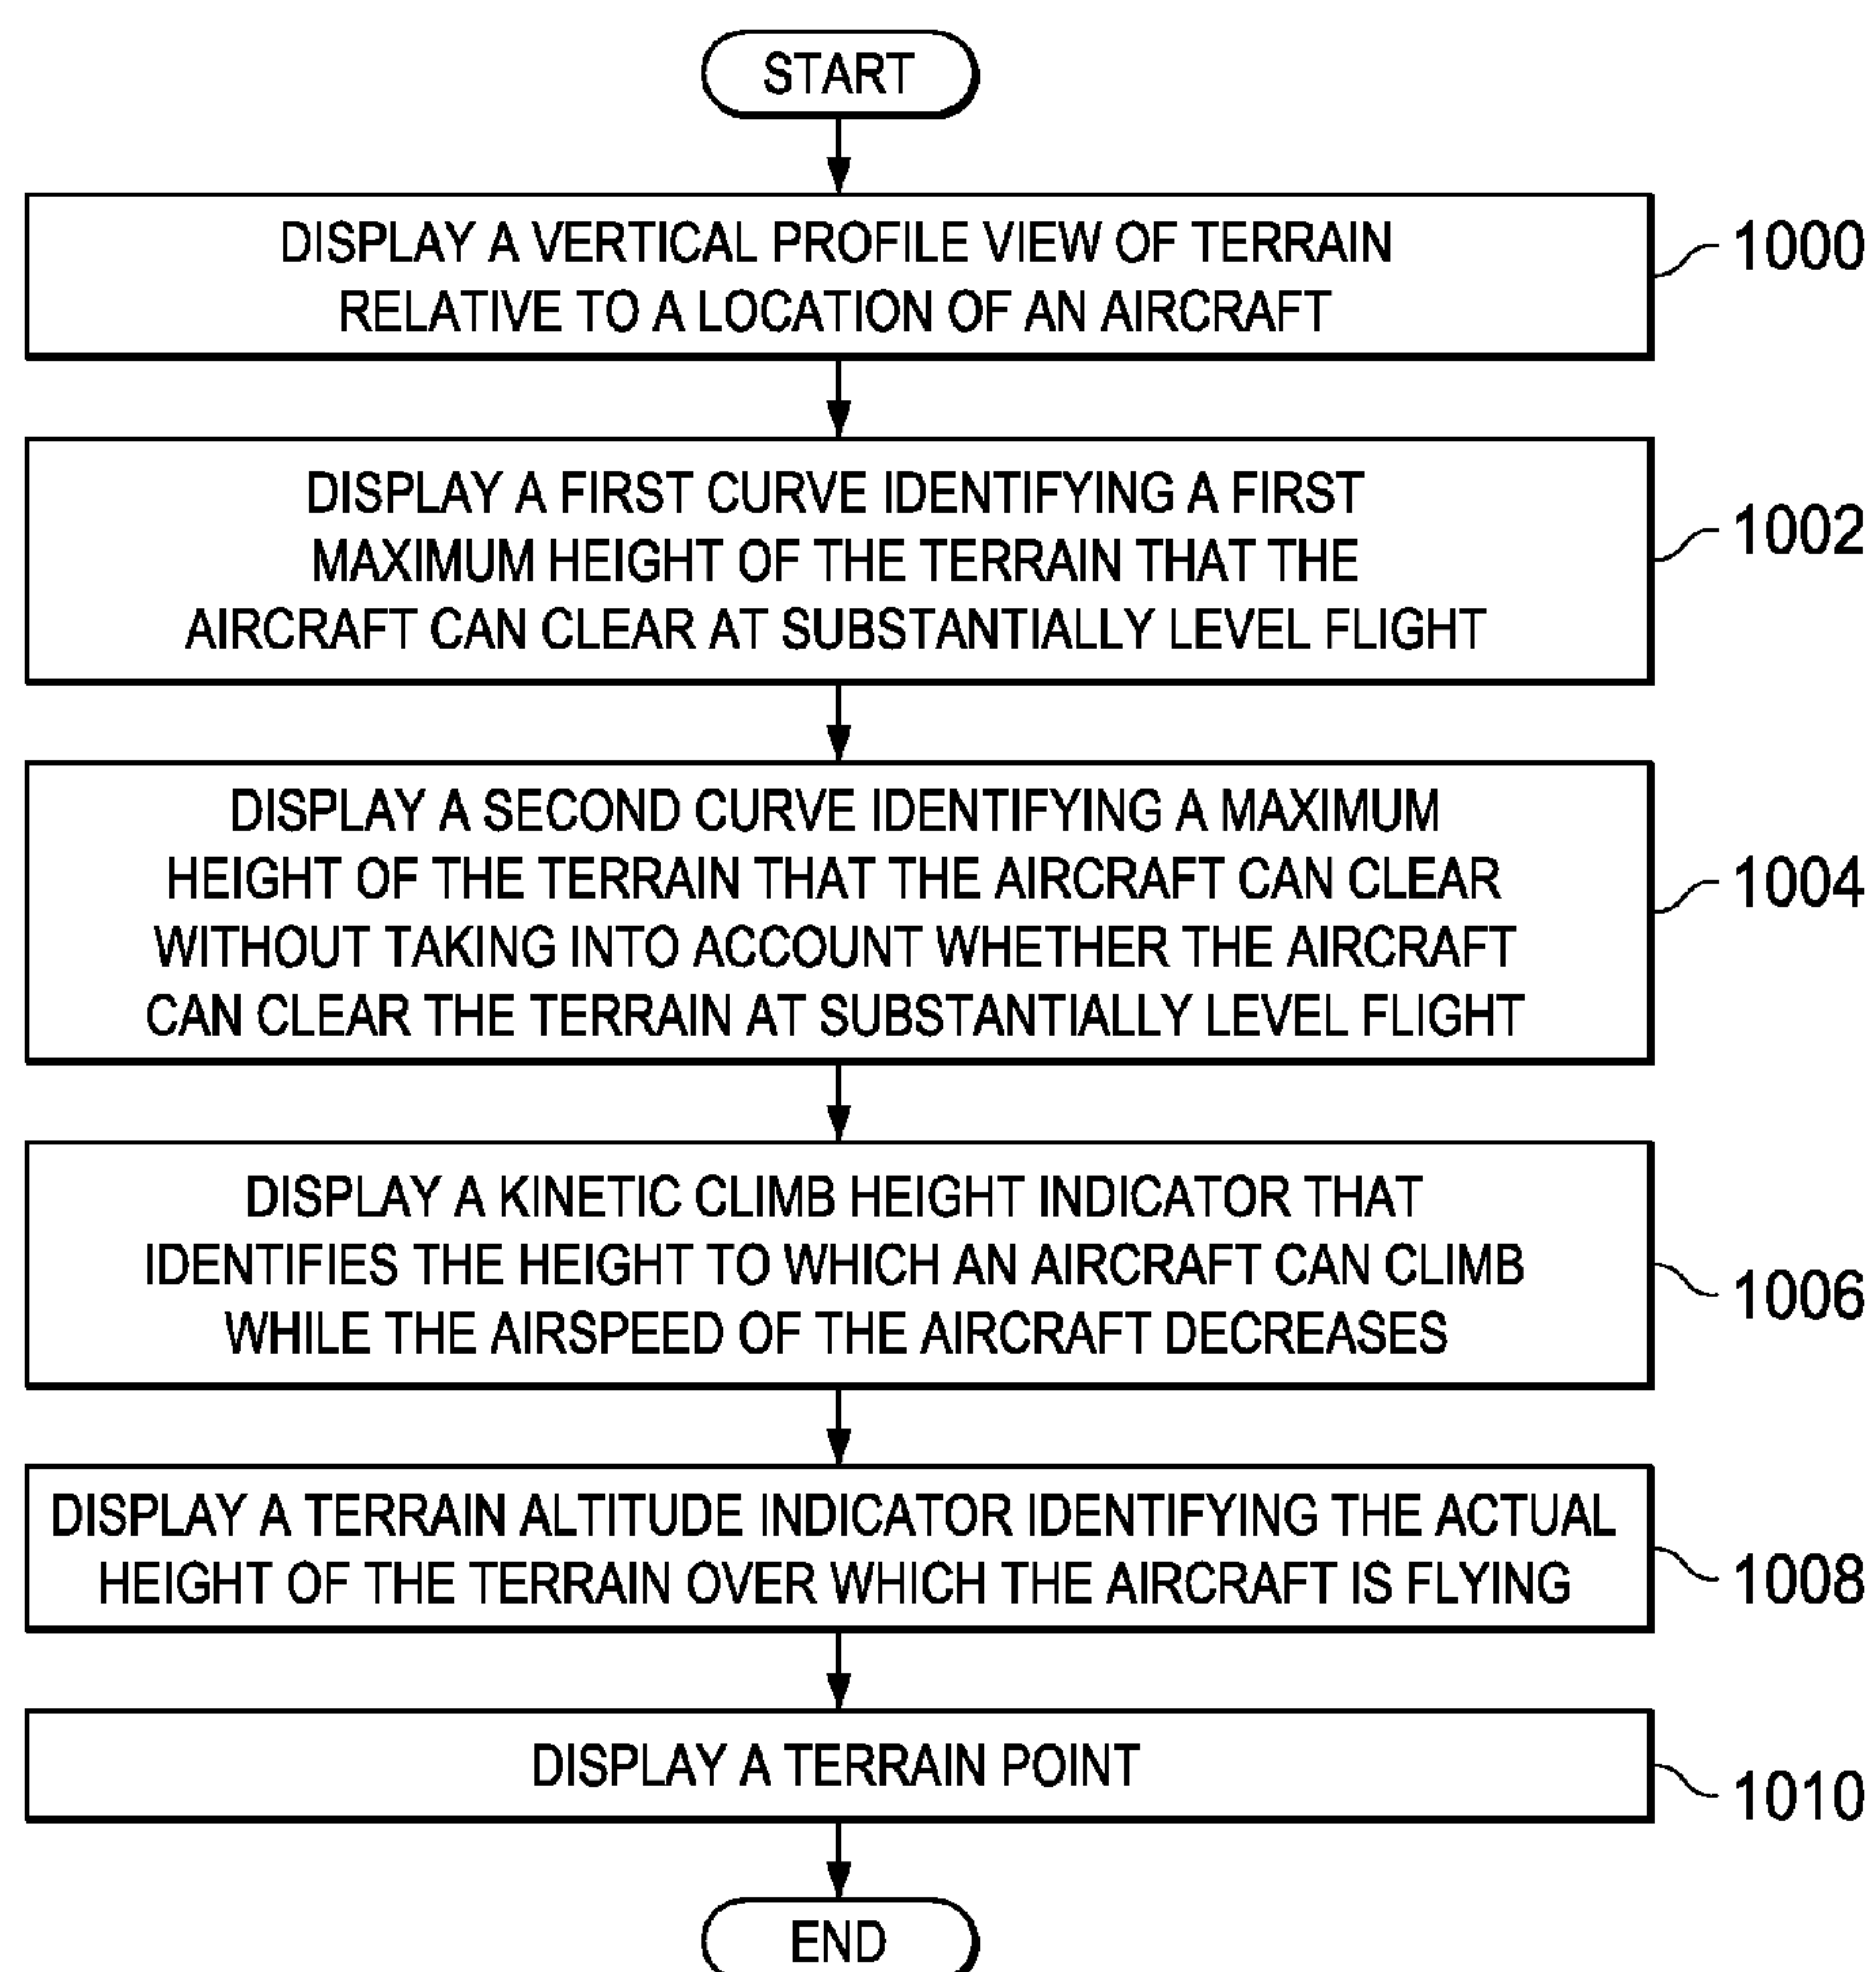 START
DISPLAY A VERTICAL PROFILE VIEW OF TERRAIN
RELATIVE TO A LOCATION OF AN AIRCRAFT
1000
DISPLAY A FIRST CURVE IDENTIFYING A FIRST
MAXIMUM HEIGHT OF THE TERRAIN THAT THE
AIRCRAFT CAN CLEAR AT SUBSTANTIALLY LEVEL FLIGHT
1002
DISPLAY A SECOND CURVE IDENTIFYING A MAXIMUM
HEIGHT OF THE TERRAIN THAT THE AIRCRAFT CAN CLEAR
WITHOUT TAKING INTO ACCOUNT WHETHER THE AIRCRAFT
CAN CLEAR THE TERRAIN AT SUBSTANTIALLY LEVEL FLIGHT
1004
DISPLAY A KINETIC CLIMB HEIGHT INDICATOR THAT
IDENTIFIES THE HEIGHT TO WHICH AN AIRCRAFT CAN CLIMB
WHILE THE AIRSPEED OF THE AIRCRAFT DECREASES
1006
DISPLAY A TERRAIN ALTITUDE INDICATOR IDENTIFYING THE ACTUAL
HEIGHT OF THE TERRAIN OVER WHICH THE AIRCRAFT IS FLYING
1008
DISPLAY A TERRAIN POINT
1010
END